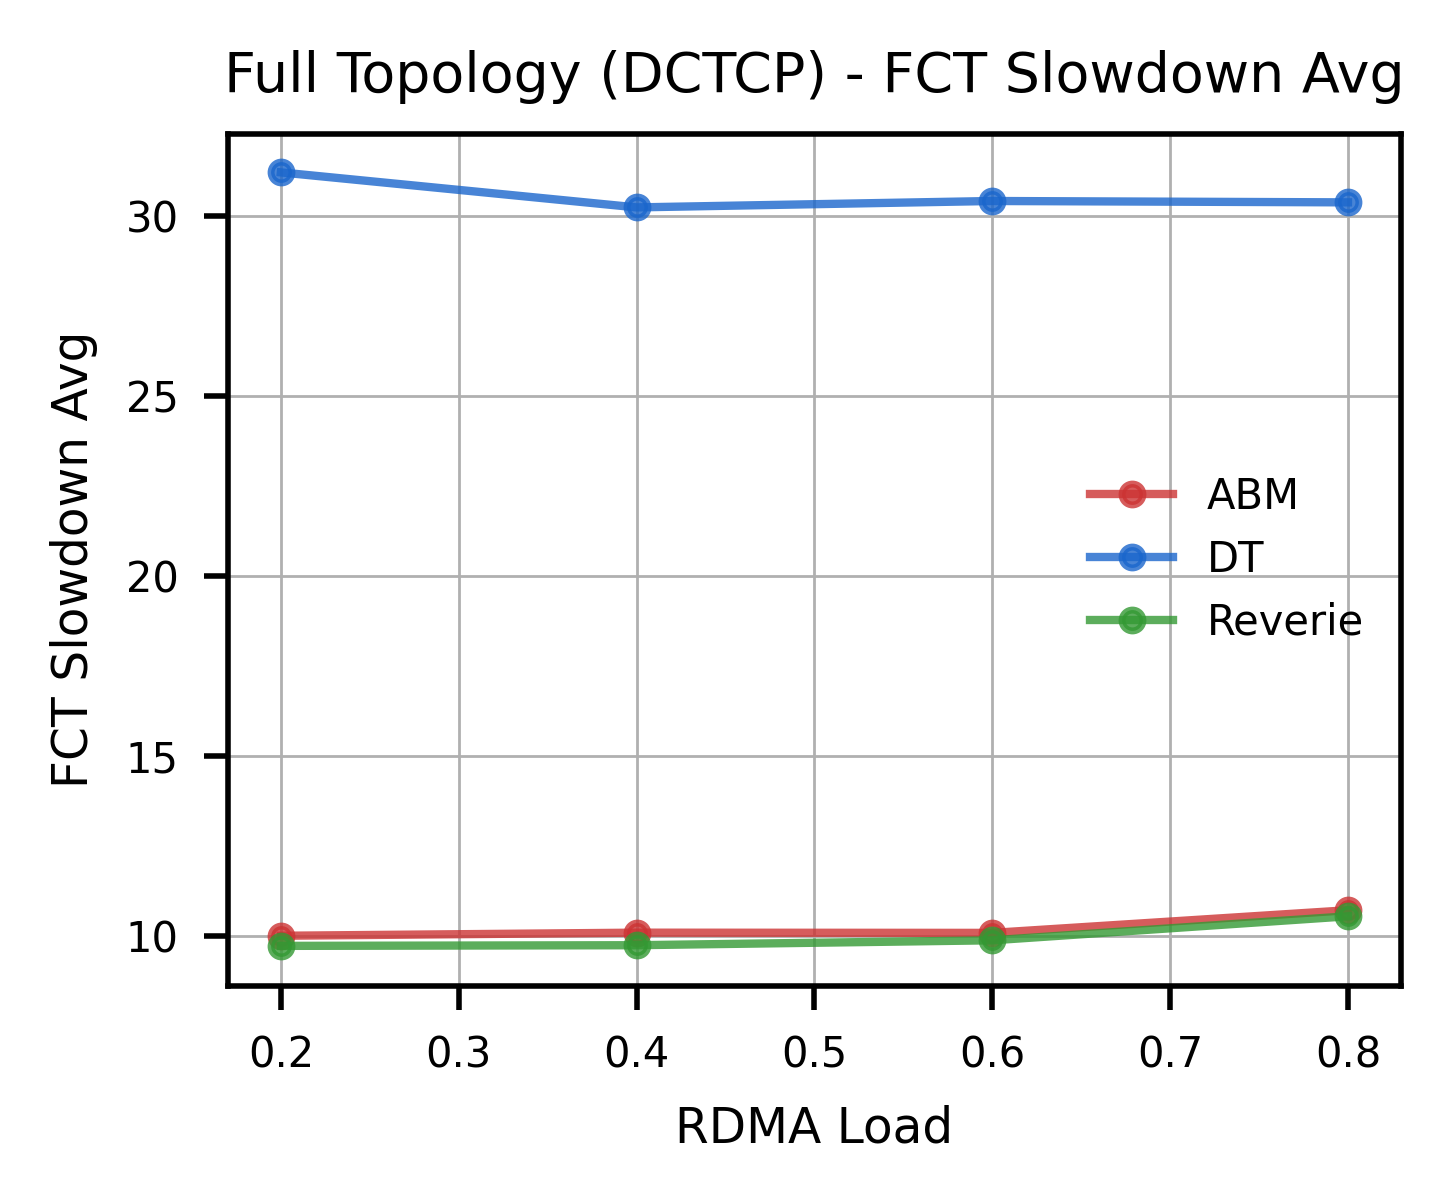 Full Topology (DCTCP) - FCT Slowdown Avg
FCT Slowdown Avg
30
25
20
15
10
ABM
DT
Reverie
0.2 0.3 0.4 0.5 0.6 0.7 0.8
RDMA Load